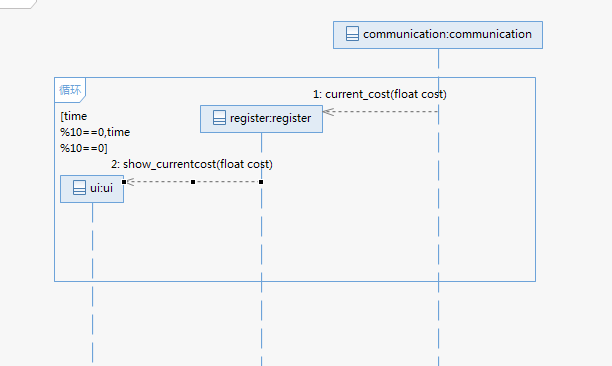 communication:communication
循环
1: current_cost(float cost)
[time
%10==0,time
%10==0]
register:register
2: show_currentcost(float cost)
ui:ui